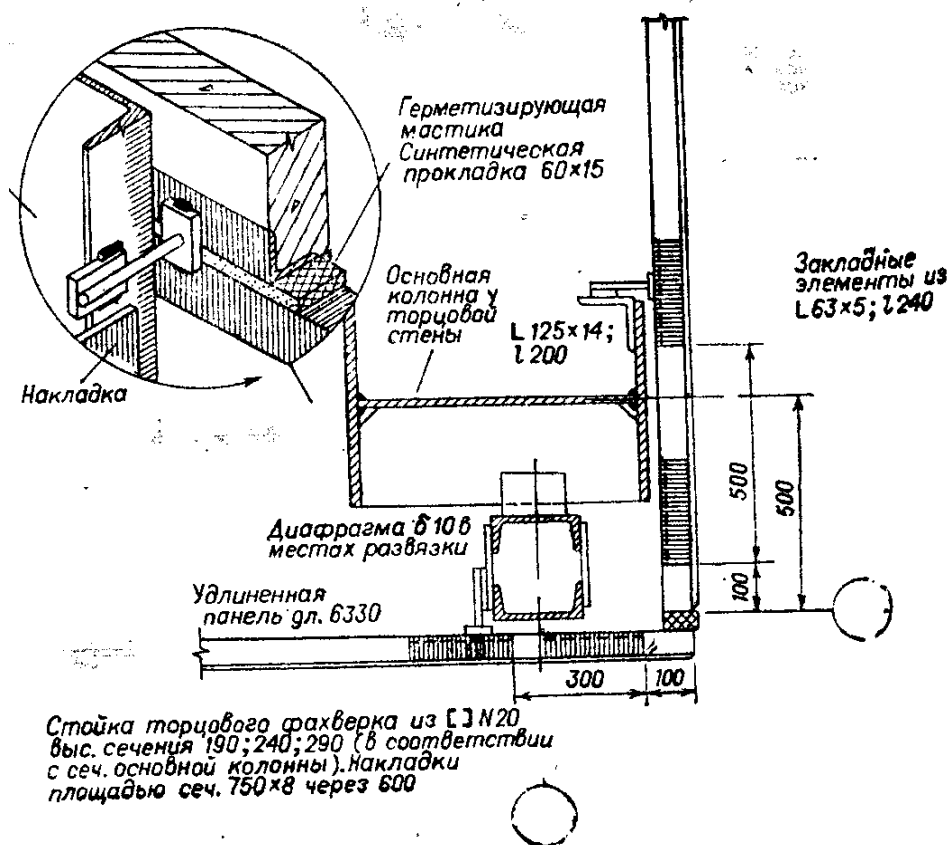 Герметизирующая
мастика
Синтетическая
прокладка 60×15
Основная
колонна у
торцовой
стены
L 125×14;
l 200
Закладные
элементы из
L 63×5; l 240
Накладка
500
500
100
Диафрагма δ 10 в
местах развязки
Удлиненная
панель дл. 6330
300
100
Стойка торцового фахверка из [] N20
выс. сечения 190; 240; 290 (в соответствии
с сеч. основной колонны). Накладки
площадью сеч. 750×8 через 600